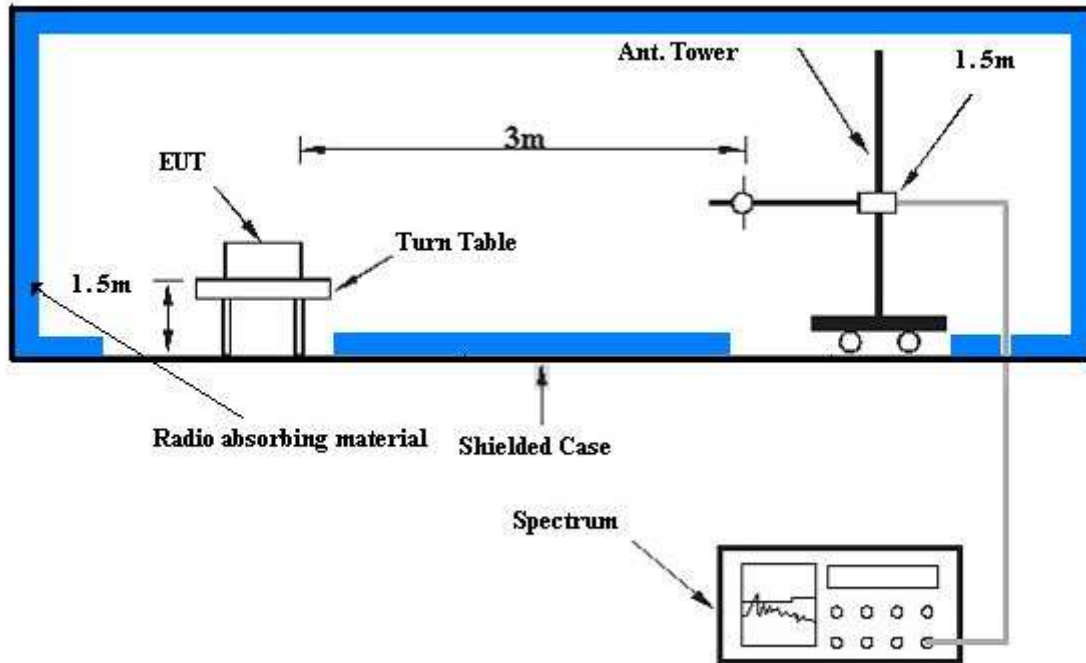 Ant. Tower
1.5m
3m
EUT
Turn Table
1.5m
Radio absorbing material
Shielded Case
Spectrum